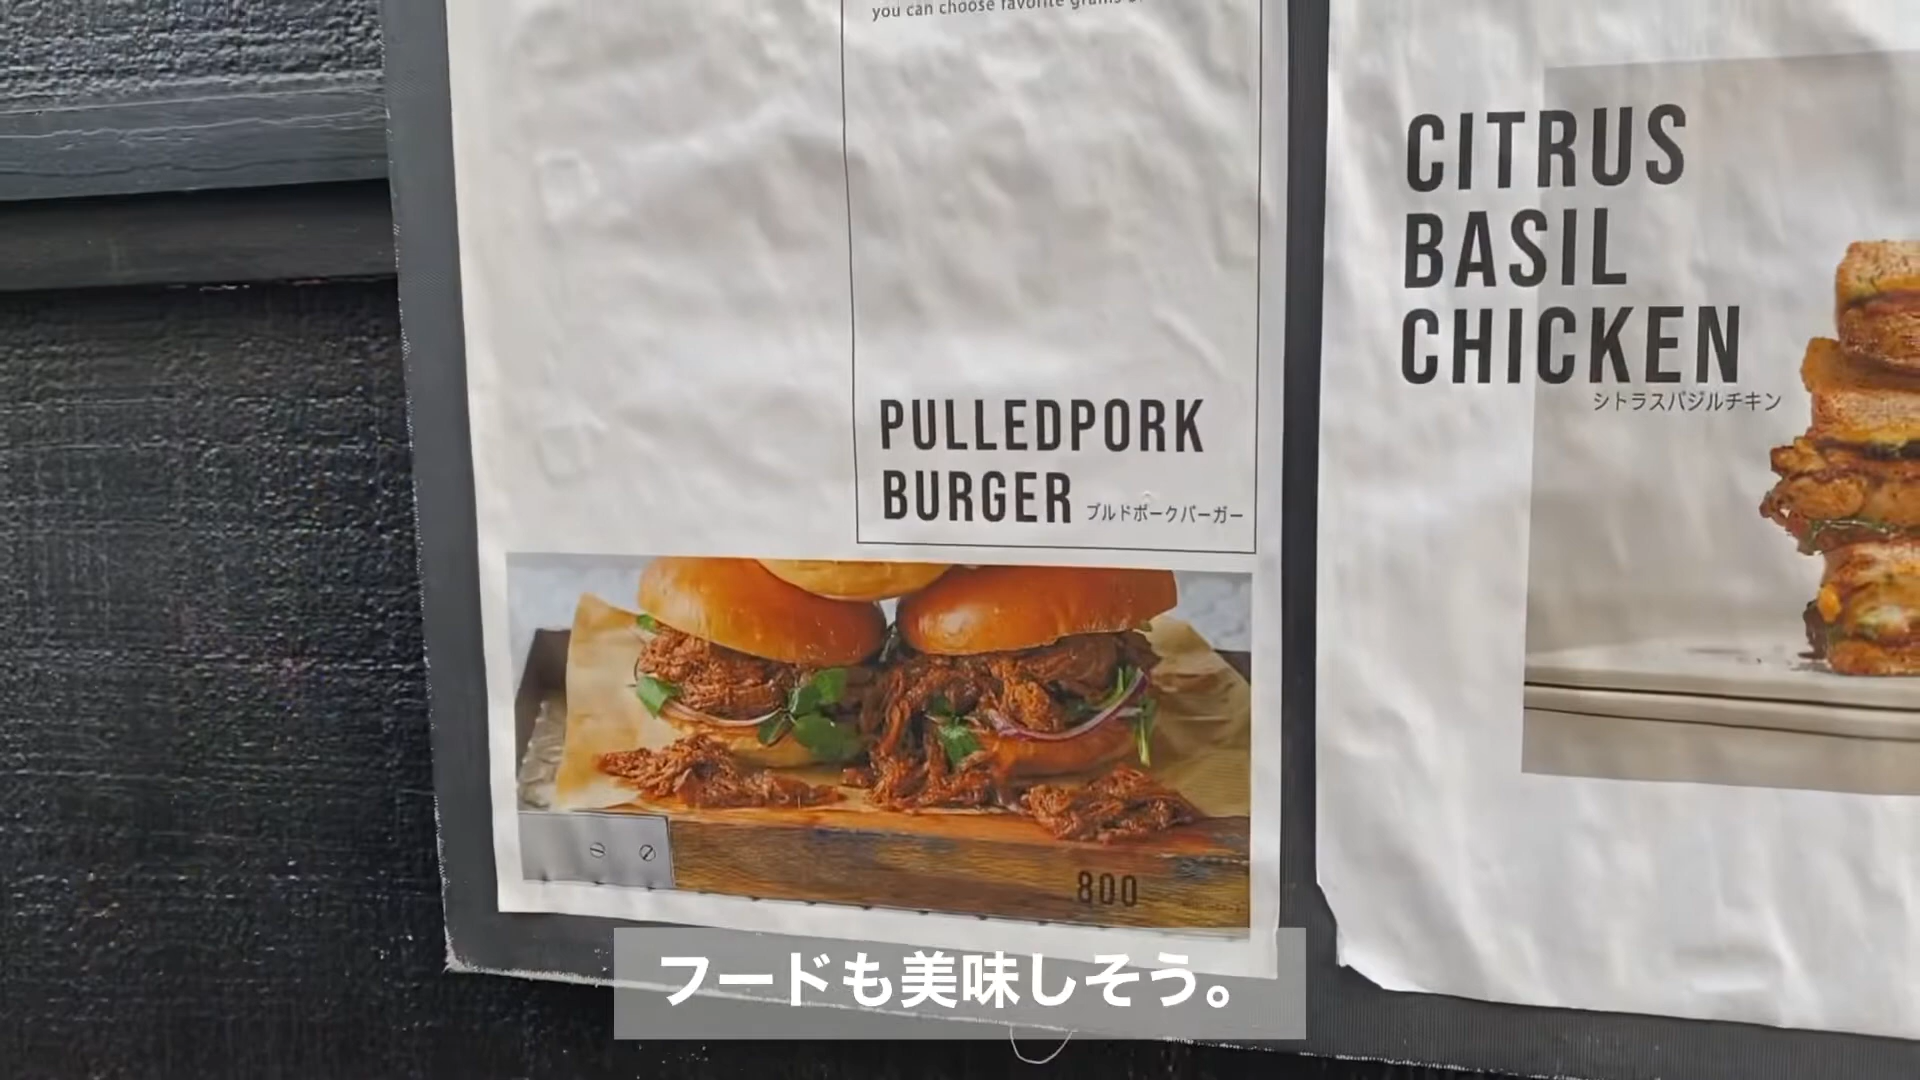 you can choose favorite grams
PULLEDPORK
BURGER プルドポークバーガー
800
CITRUS
BASIL
CHICKEN
シトラスバジルチキン
フードも美味しそう。